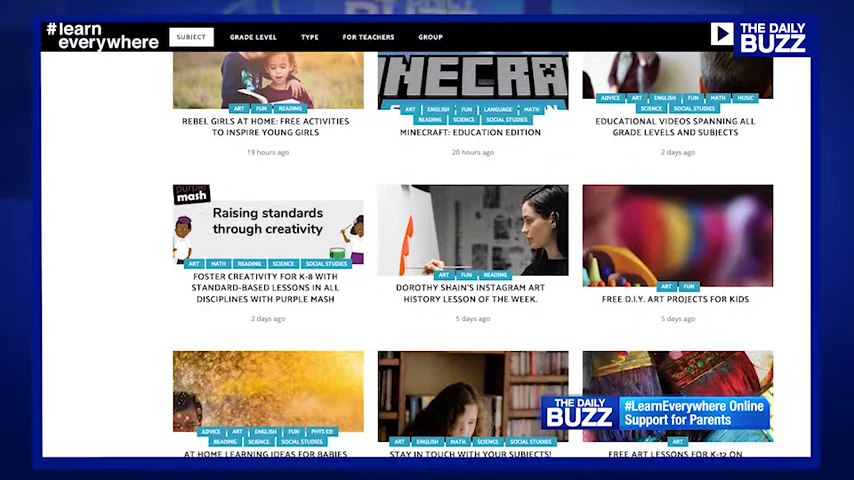 #learn
everywhere
SUBJECT GRADE LEVEL TYPE FOR TEACHERS GROUP
THE DAILY
BUZZ
ART FUN READING
REBEL GIRLS AT HOME: FREE ACTIVITIES
TO INSPIRE YOUNG GIRLS
19 hours ago
MINECRA
ART ENGLISH FUN LANGUAGE MATH
READING SCIENCE SOCIAL STUDIES
MINECRAFT: EDUCATION EDITION
20 hours ago
ADVICE ART ENGLISH FUN MATH MUSIC
SCIENCE SOCIAL STUDIES
EDUCATIONAL VIDEOS SPANNING ALL
GRADE LEVELS AND SUBJECTS
2 days ago
purple
mash
Raising standards
through creativity
ART MATH READING SCIENCE SOCIAL STUDIES
FOSTER CREATIVITY FOR K-8 WITH
STANDARD-BASED LESSONS IN ALL
DISCIPLINES WITH PURPLE MASH
2 days ago
ART FUN READING
DOROTHY SHAIN'S INSTAGRAM ART
HISTORY LESSON OF THE WEEK.
5 days ago
ART FUN
FREE D.I.Y. ART PROJECTS FOR KIDS
5 days ago
ADVICE ART ENGLISH FUN PHYS ED
READING SCIENCE SOCIAL STUDIES
AT HOME LEARNING IDEAS FOR BABIES
ART ENGLISH MATH SCIENCE SOCIAL STUDIES
STAY IN TOUCH WITH YOUR SUBJECTS!
ART
FREE ART LESSONS FOR K-12 ON
THE DAILY
BUZZ
#LearnEverywhere Online
Support for Parents